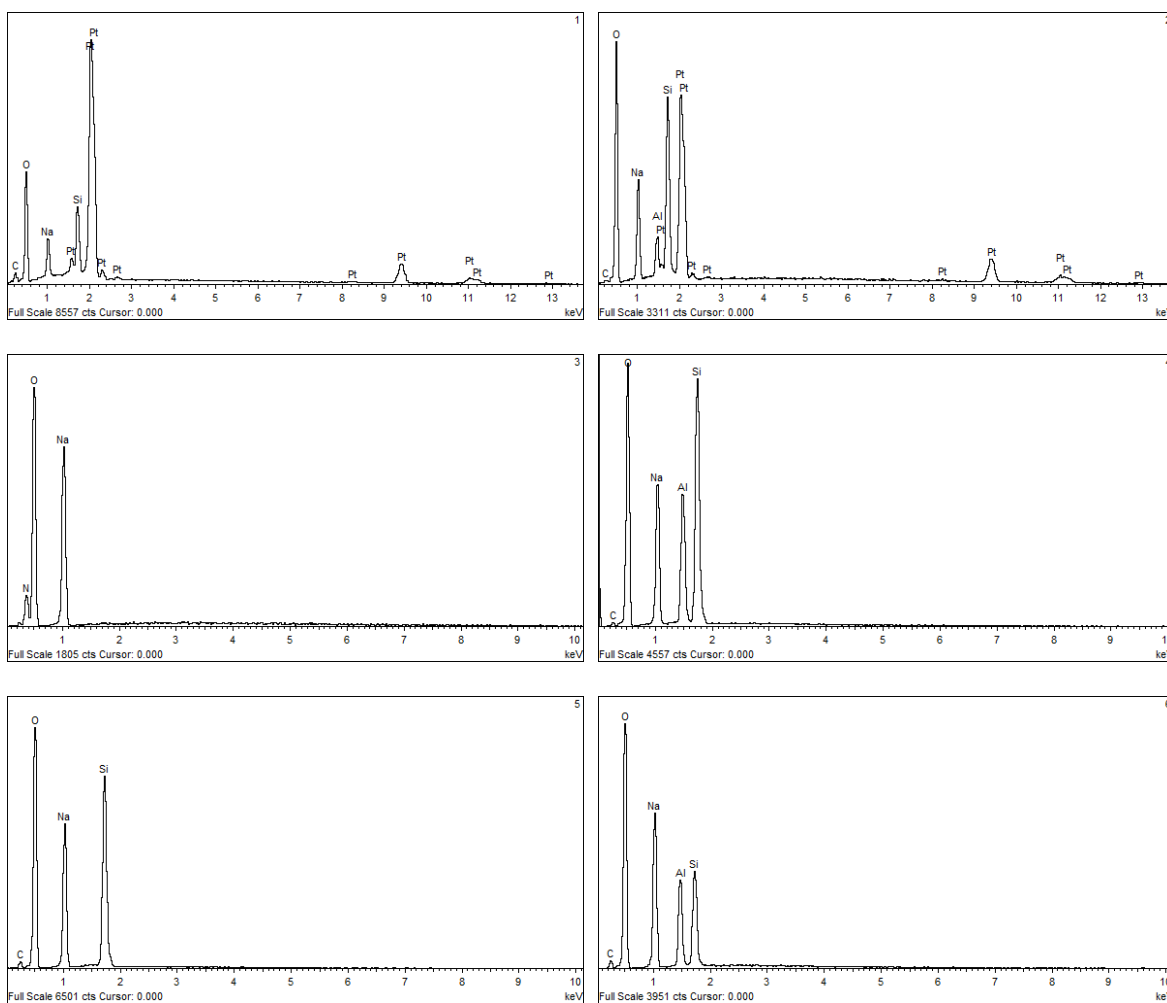 1
Pt
Pt
O
Si
Na
Pt
C
Pt
Pt
Pt
Pt
Pt
Pt
Pt
1 2 3 4 5 6 7 8 9 10 11 12 13
keV
Full Scale 8557 cts Cursor: 0.000
O
Pt
Pt
Si
Na
Al
Pt
C
Pt
Pt
Pt
Pt
Pt
Pt
Pt
1 2 3 4 5 6 7 8 9 10 11 12 13
Full Scale 3311 cts Cursor: 0.000
3
O
Na
N
1 2 3 4 5 6 7 8 9 10
keV
Full Scale 1805 cts Cursor: 0.000
O
Si
Na
Al
C
1 2 3 4 5 6 7 8 9
Full Scale 4557 cts Cursor: 0.000
5
O
Si
Na
C
1 2 3 4 5 6 7 8 9 10
keV
Full Scale 6501 cts Cursor: 0.000
O
Na
Al
Si
C
1 2 3 4 5 6 7 8 9
Full Scale 3951 cts Cursor: 0.000